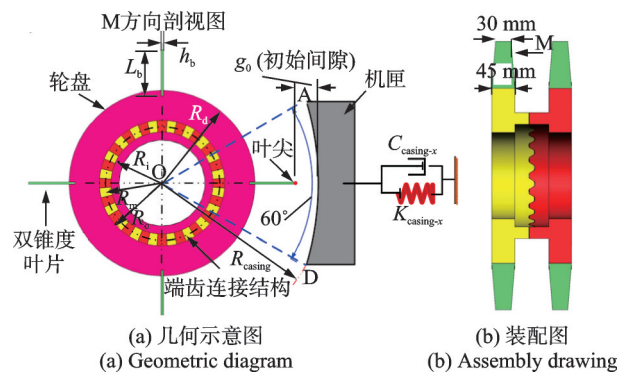 M方向剖视图
h_b
L_b
轮盘
R_d
g_0 (初始间隙)
机匣
A
R_i
O
叶尖
R_m
R_o
60°
双锥度
叶片
R_casing
D
端齿连接结构
C_casing-x
K_casing-x
30 mm
M
45 mm
(a) 几何示意图
(a) Geometric diagram
(b) 装配图
(b) Assembly drawing